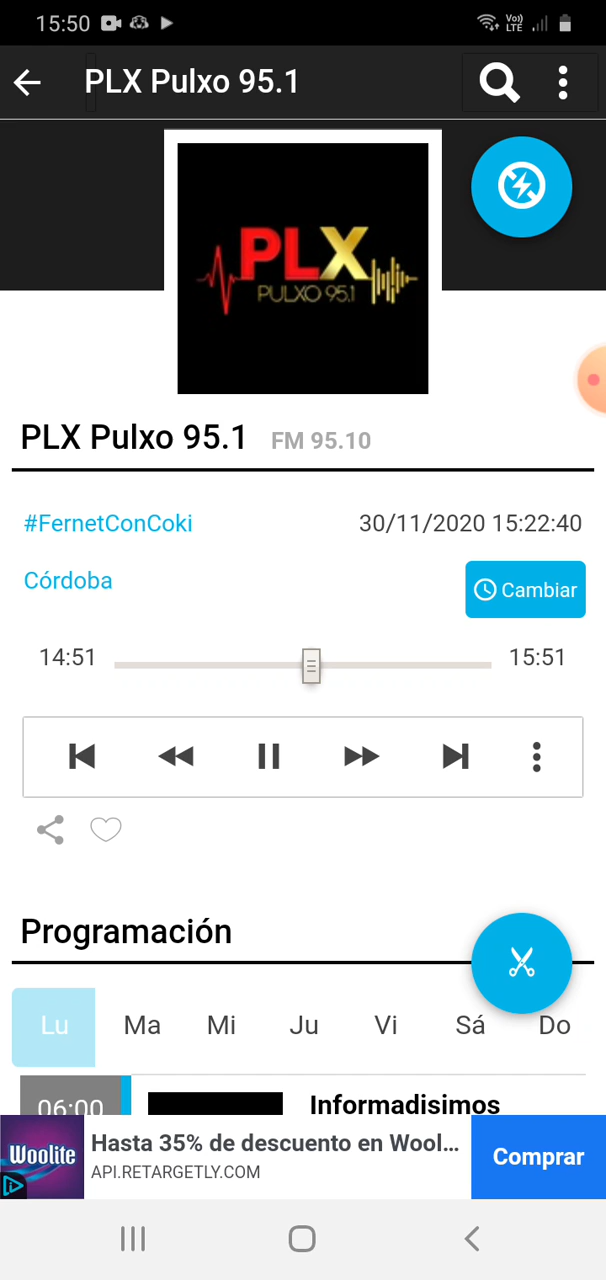 15:50
Vo))
LTE
PLX Pulxo 95.1
PLX
PULXO 95.1
PLX Pulxo 95.1 FM 95.10
#FernetConCoki 30/11/2020 15:22:40
Córdoba
Cambiar
14:51 15:51
Programación
Lu Ma Mi Ju Vi Sá Do
06:00 Informadisimos
Woolite
Hasta 35% de descuento en Wool...
API.RETARGETLY.COM
Comprar